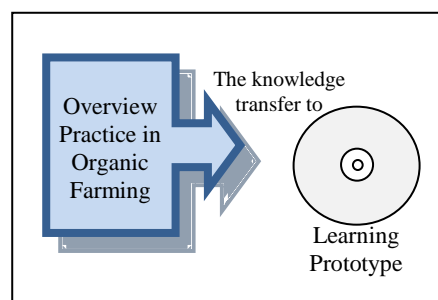 Overview
Practice in
Organic
Farming
The knowledge
transfer to
Learning
Prototype